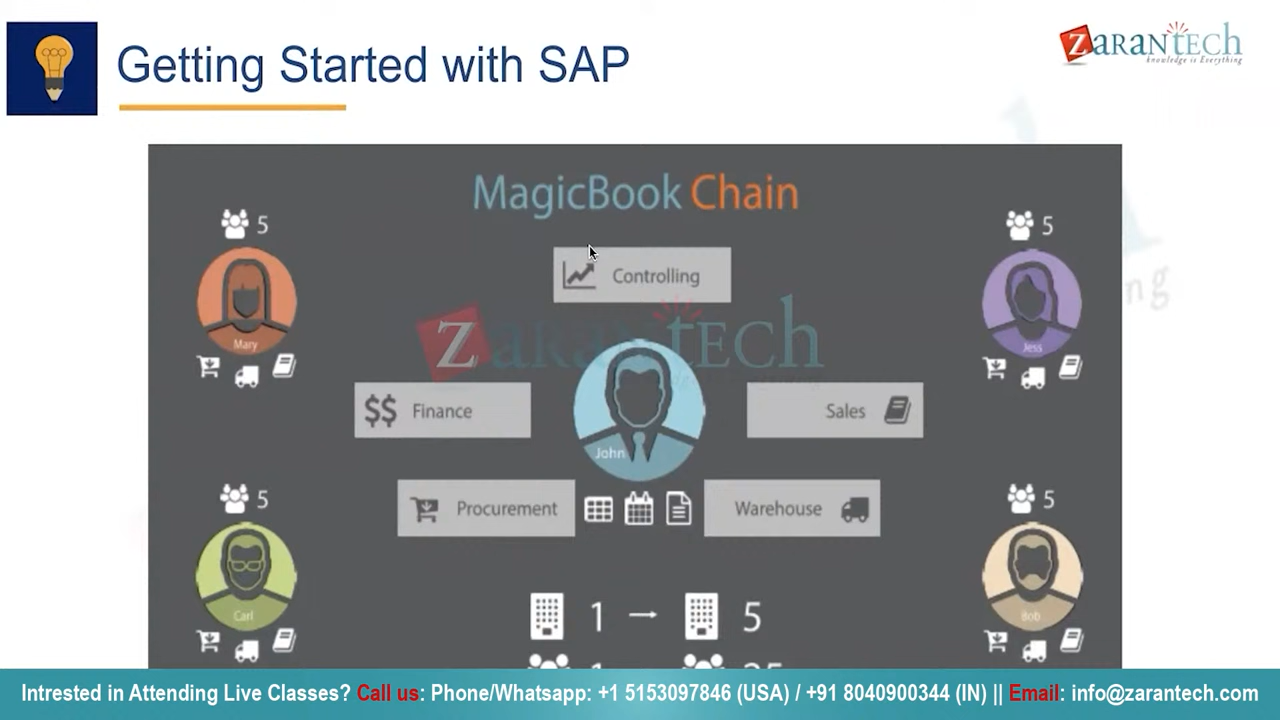 Getting Started with SAP
ZARANTECH
knowledge is Everything
MagicBook Chain
5
5
Controlling
Mary
Jess
ZARANTECH
ng
$$ Finance
Sales
John
Procurement
Warehouse
5
5
Carl
Bob
1 → 5
Intrested in Attending Live Classes? Call us: Phone/Whatsapp: +1 5153097846 (USA) / +91 8040900344 (IN) || Email: info@zarantech.com